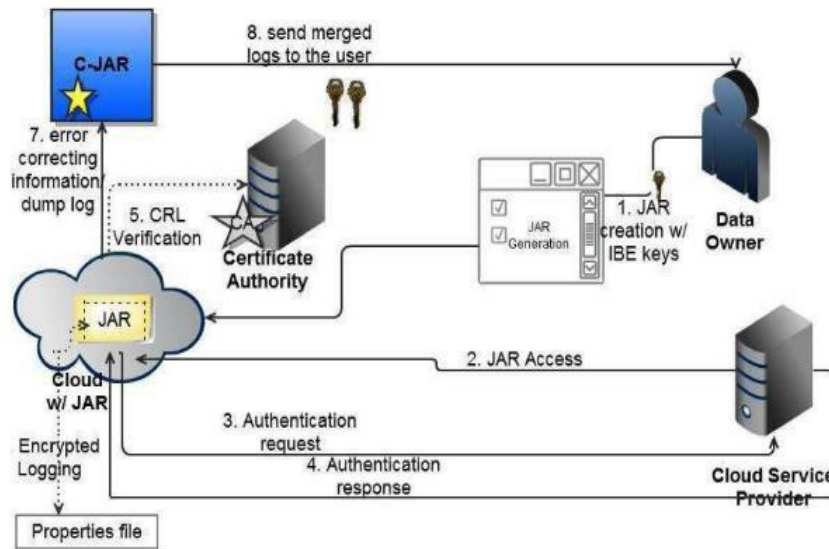 8. send merged
logs to the user
C-JAR
7. error
correcting
information/
dump log
5. CRL
Verification
CA
Certificate
Authority
JAR
Generation
1. JAR
creation w/
IBE keys
Data
Owner
JAR
Cloud
w/ JAR
2. JAR Access
3. Authentication
request
Encrypted
Logging
4. Authentication
response
Cloud Service
Provider
Properties file